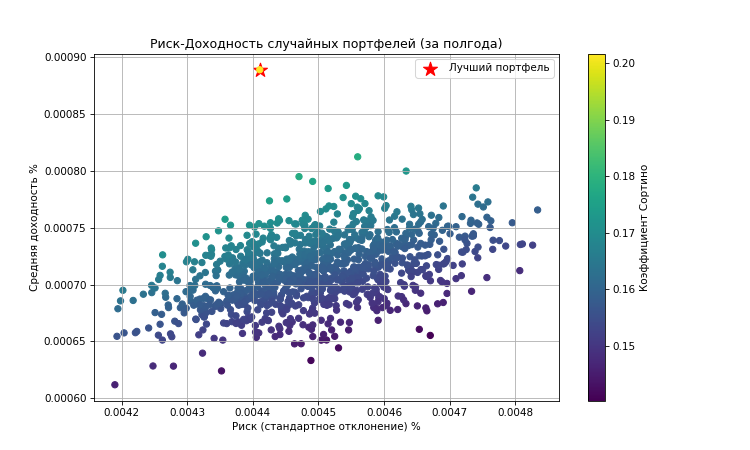 Риск-Доходность случайных портфелей (за полгода)
Лучший портфель
0.00090
0.00085
0.00080
0.00075
0.00070
0.00065
0.00060
Средняя доходность %
0.0042 0.0043 0.0044 0.0045 0.0046 0.0047 0.0048
Риск (стандартное отклонение) %
0.20
0.19
0.18
0.17
0.16
0.15
Коэффициент Сортино